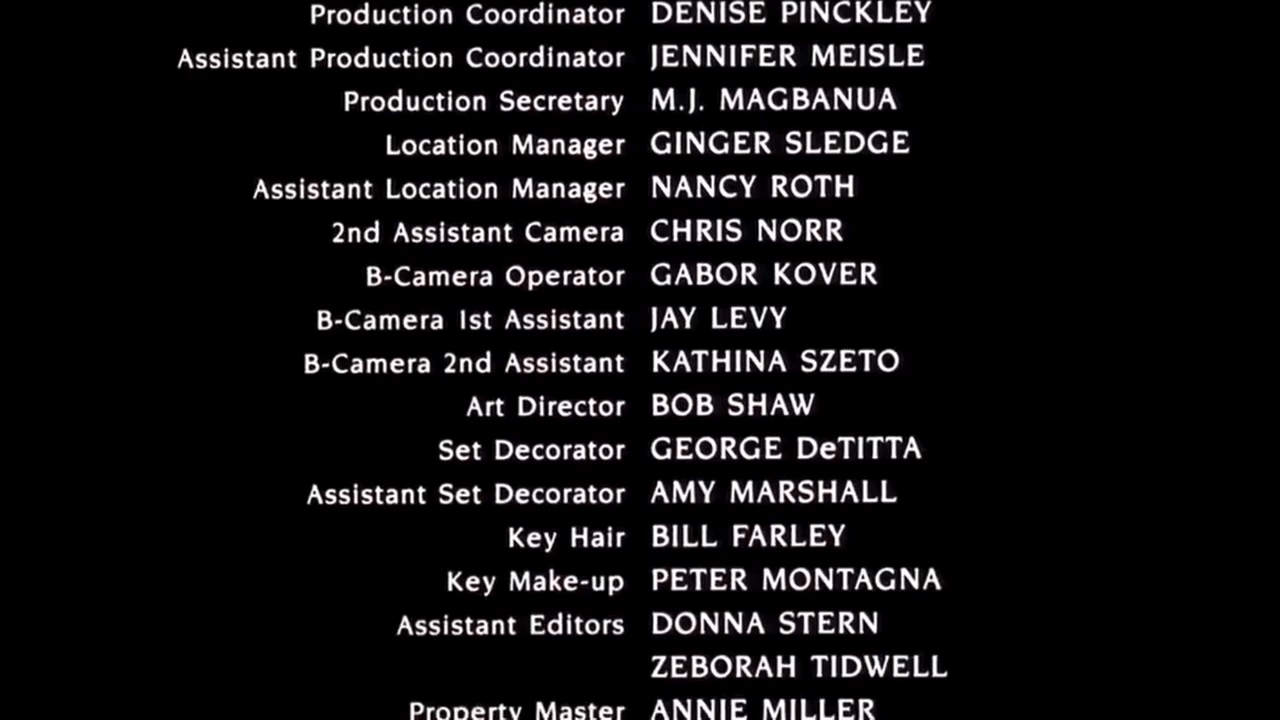 Production Coordinator DENISE PINCKLEY
Assistant Production Coordinator JENNIFER MEISLE
Production Secretary M.J. MAGBANUA
Location Manager GINGER SLEDGE
Assistant Location Manager NANCY ROTH
2nd Assistant Camera CHRIS NORR
B-Camera Operator GABOR KOVER
B-Camera 1st Assistant JAY LEVY
B-Camera 2nd Assistant KATHINA SZETO
Art Director BOB SHAW
Set Decorator GEORGE DeTITTA
Assistant Set Decorator AMY MARSHALL
Key Hair BILL FARLEY
Key Make-up PETER MONTAGNA
Assistant Editors DONNA STERN
ZEBORAH TIDWELL
Property Master ANNIE MILLER